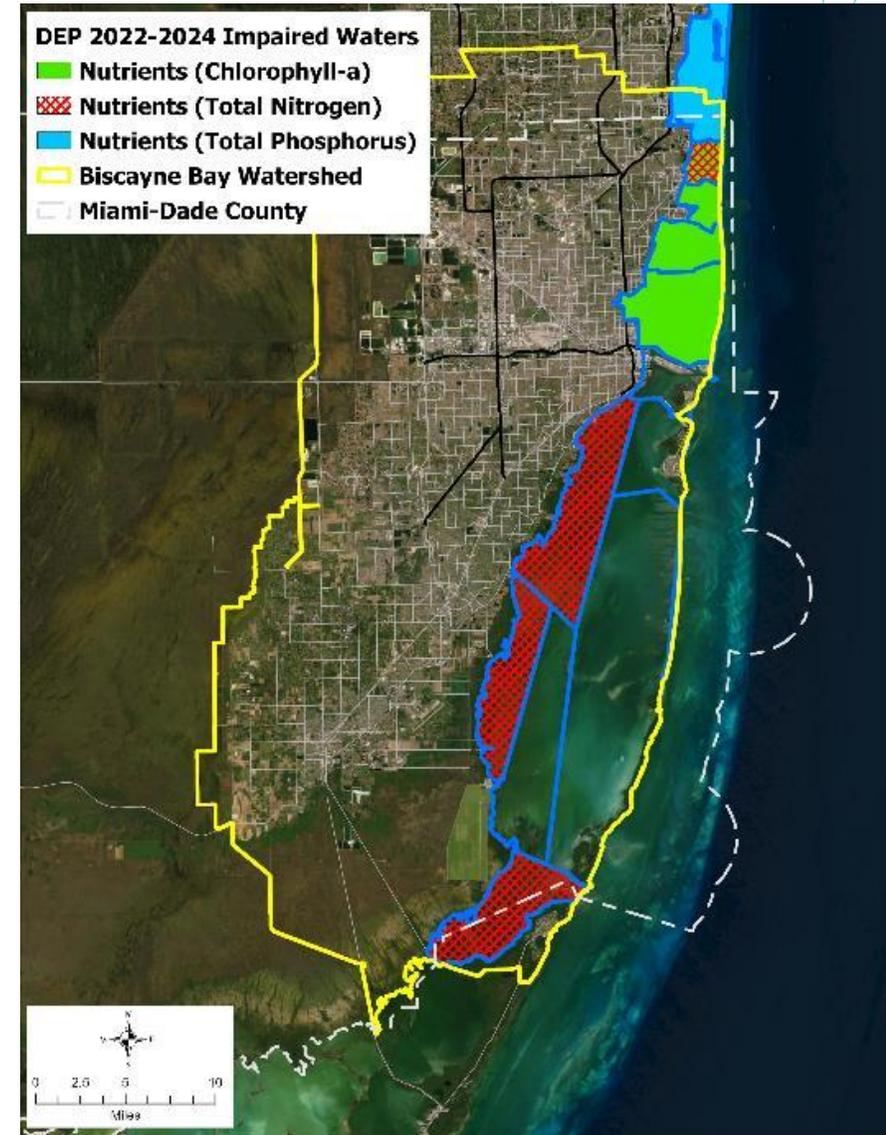 DEP 2022-2024 Impaired Waters
Nutrients (Chlorophyll-a)
Nutrients (Total Nitrogen)
Nutrients (Total Phosphorus)
Biscayne Bay Watershed
Miami-Dade County
N
E
S
0 2.5 5 10
Miles